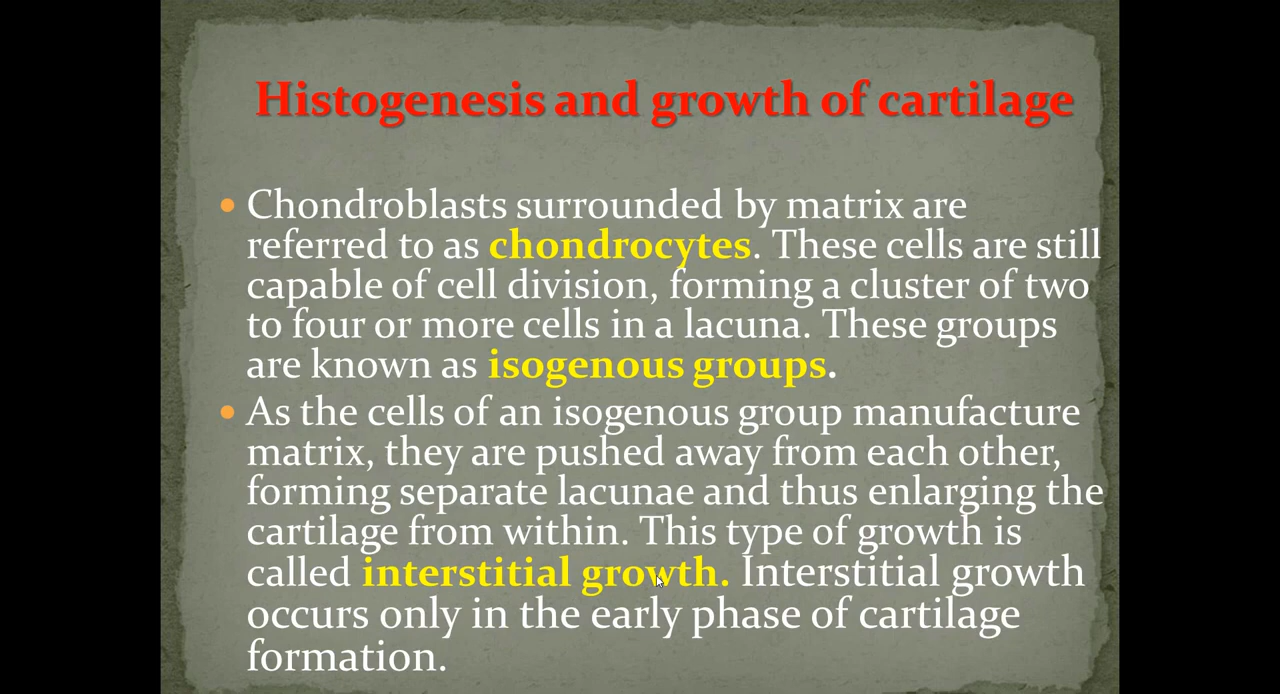 Histogenesis and growth of cartilage
• Chondroblasts surrounded by matrix are
referred to as chondrocytes. These cells are still
capable of cell division, forming a cluster of two
to four or more cells in a lacuna. These groups
are known as isogenous groups.
• As the cells of an isogenous group manufacture
matrix, they are pushed away from each other,
forming separate lacunae and thus enlarging the
cartilage from within. This type of growth is
called interstitial growth. Interstitial growth
occurs only in the early phase of cartilage
formation.